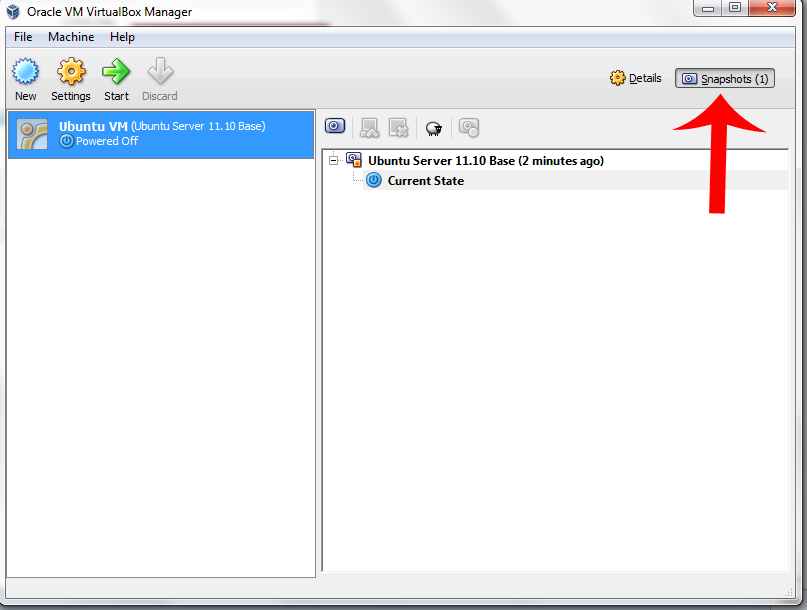 Oracle VM VirtualBox Manager
File Machine Help
New Settings Start Discard
Details Snapshots (1)
Ubuntu VM (Ubuntu Server 11.10 Base)
Powered Off
Ubuntu Server 11.10 Base (2 minutes ago)
Current State